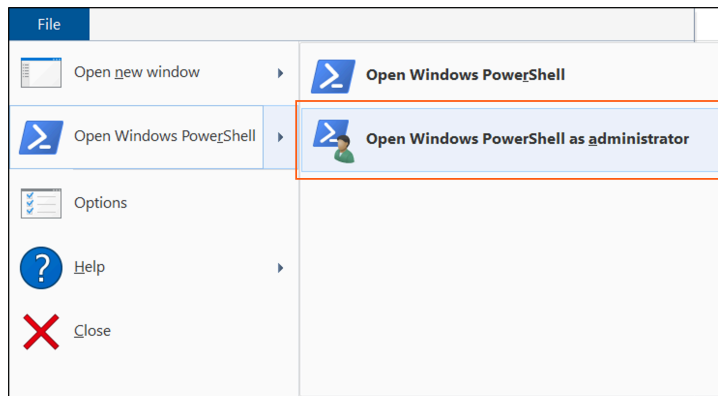 File
Open new window
Open Windows PowerShell
Options
Help
Close
Open Windows PowerShell
Open Windows PowerShell as administrator